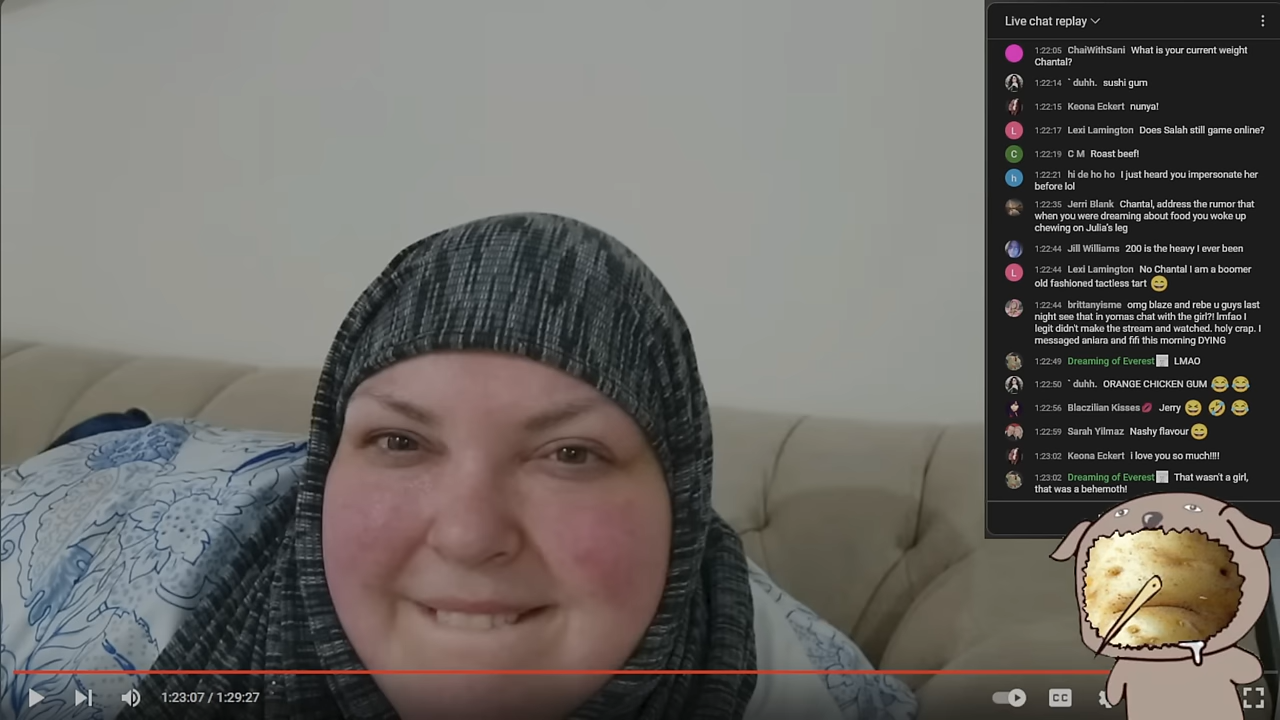 Live chat replay
1:22:05 ChaiWithSani What is your current weight
Chantal?
1:22:14 ` duhh. sushi gum
1:22:15 Keona Eckert nunya!
L 1:22:17 Lexi Lamington Does Salah still game online?
C 1:22:19 C M Roast beef!
h 1:22:21 hi de ho ho I just heard you impersonate her
before lol
1:22:35 Jerri Blank Chantal, address the rumor that
when you were dreaming about food you woke up
chewing on Julia's leg
1:22:44 Jill Williams 200 is the heavy I ever been
L 1:22:44 Lexi Lamington No Chantal I am a boomer
old fashioned tactless tart 😄
1:22:44 brittanyisme omg blaze and rebe u guys last
night see that in yomas chat with the girl?! lmfao I
legit didn't make the stream and watched. holy crap. I
messaged aniara and fifi this morning DYING
1:22:49 Dreaming of Everest LMAO
1:22:50 ` duhh. ORANGE CHICKEN GUM 😂 😂
1:22:56 Blaczilian Kisses💋 Jerry 😆 🤣 😂
1:22:59 Sarah Yilmaz Nashy flavour 😄
1:23:02 Keona Eckert i love you so much!!!!
1:23:02 Dreaming of Everest That wasn't a girl,
that was a behemoth!
1:23:07 / 1:29:27
CC